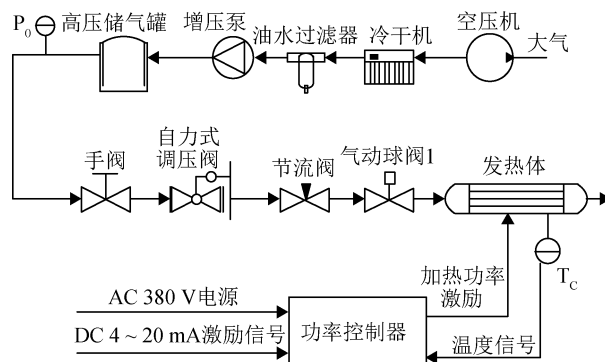 P₀
高压储气罐
增压泵
油水过滤器
冷干机
空压机
大气
手阀
自力式
调压阀
节流阀
气动球阀1
发热体
加热功率
激励
T_C
AC 380 V电源
DC 4 ~ 20 mA激励信号
功率控制器
温度信号